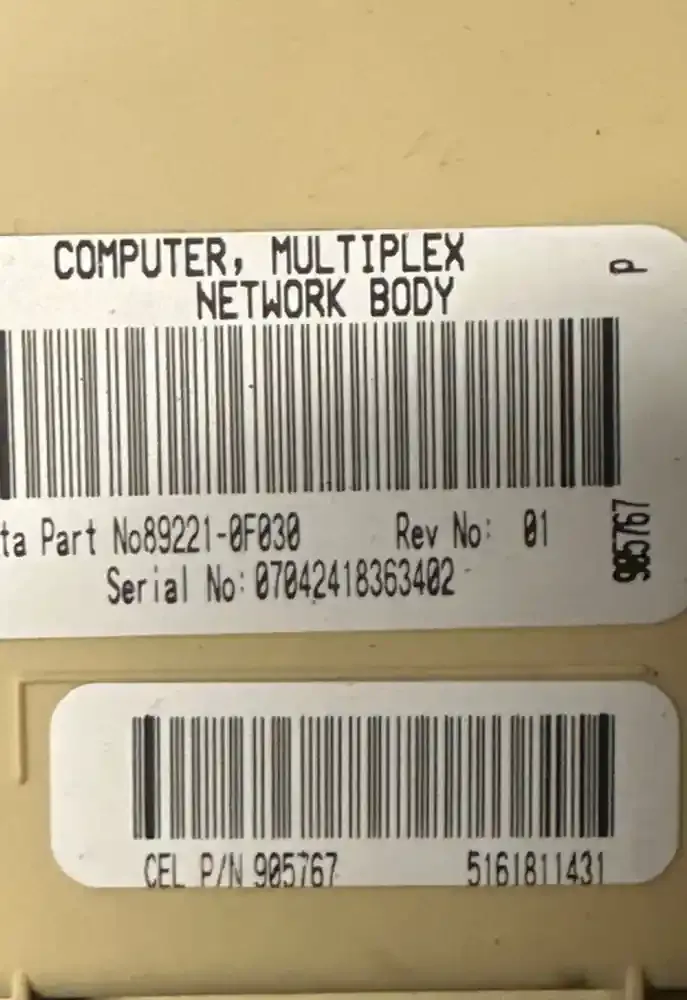 COMPUTER, MULTIPLEX
NETWORK BODY
P
ta Part No89221-0F030 Rev No: 01
Serial No:07042418363402
905767
CEL P/N 905767 5161811431